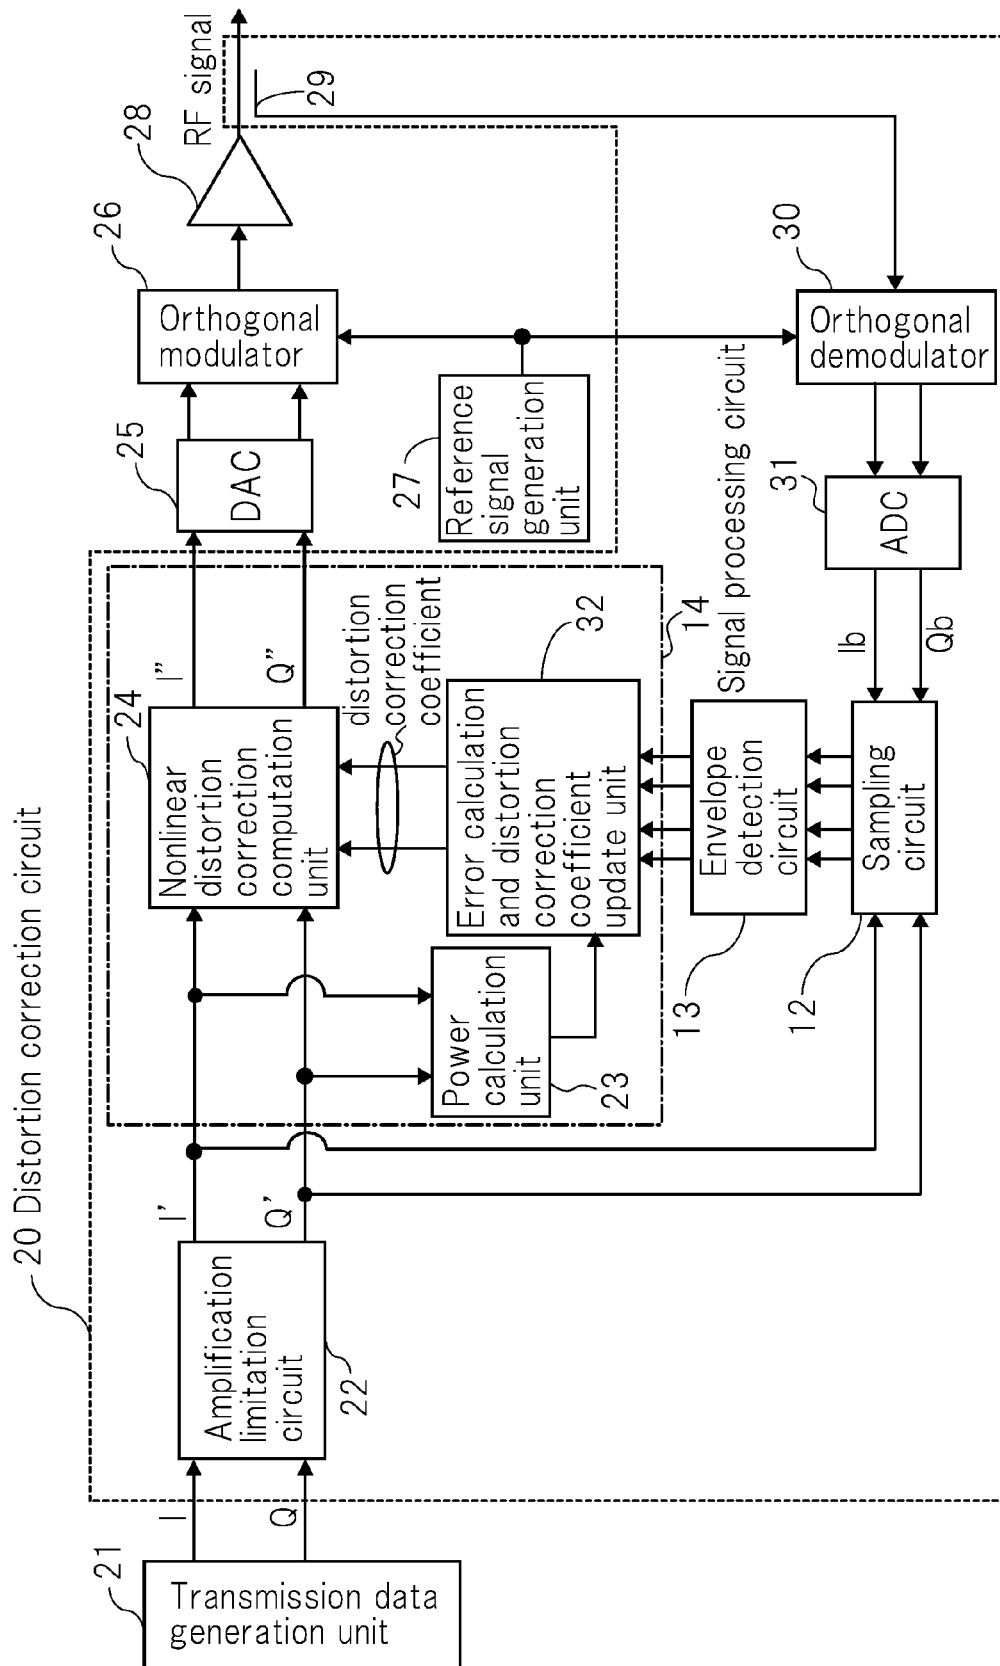 20 Distortion correction circuit
21
Transmission data
generation unit
I
Q
Amplification
limitation
circuit
22
I'
Q'
24
Nonlinear
distortion
correction
computation
unit
I"
Q"
distortion
correction
coefficient
Power
calculation
unit
23
Error calculation
and distortion
correction
coefficient
update unit
32
14
Signal processing circuit
25
DAC
26
Orthogonal
modulator
28
RF signal
29
27
Reference
signal
generation
unit
30
Orthogonal
demodulator
31
ADC
Ib
Qb
13
Envelope
detection
circuit
12
Sampling
circuit